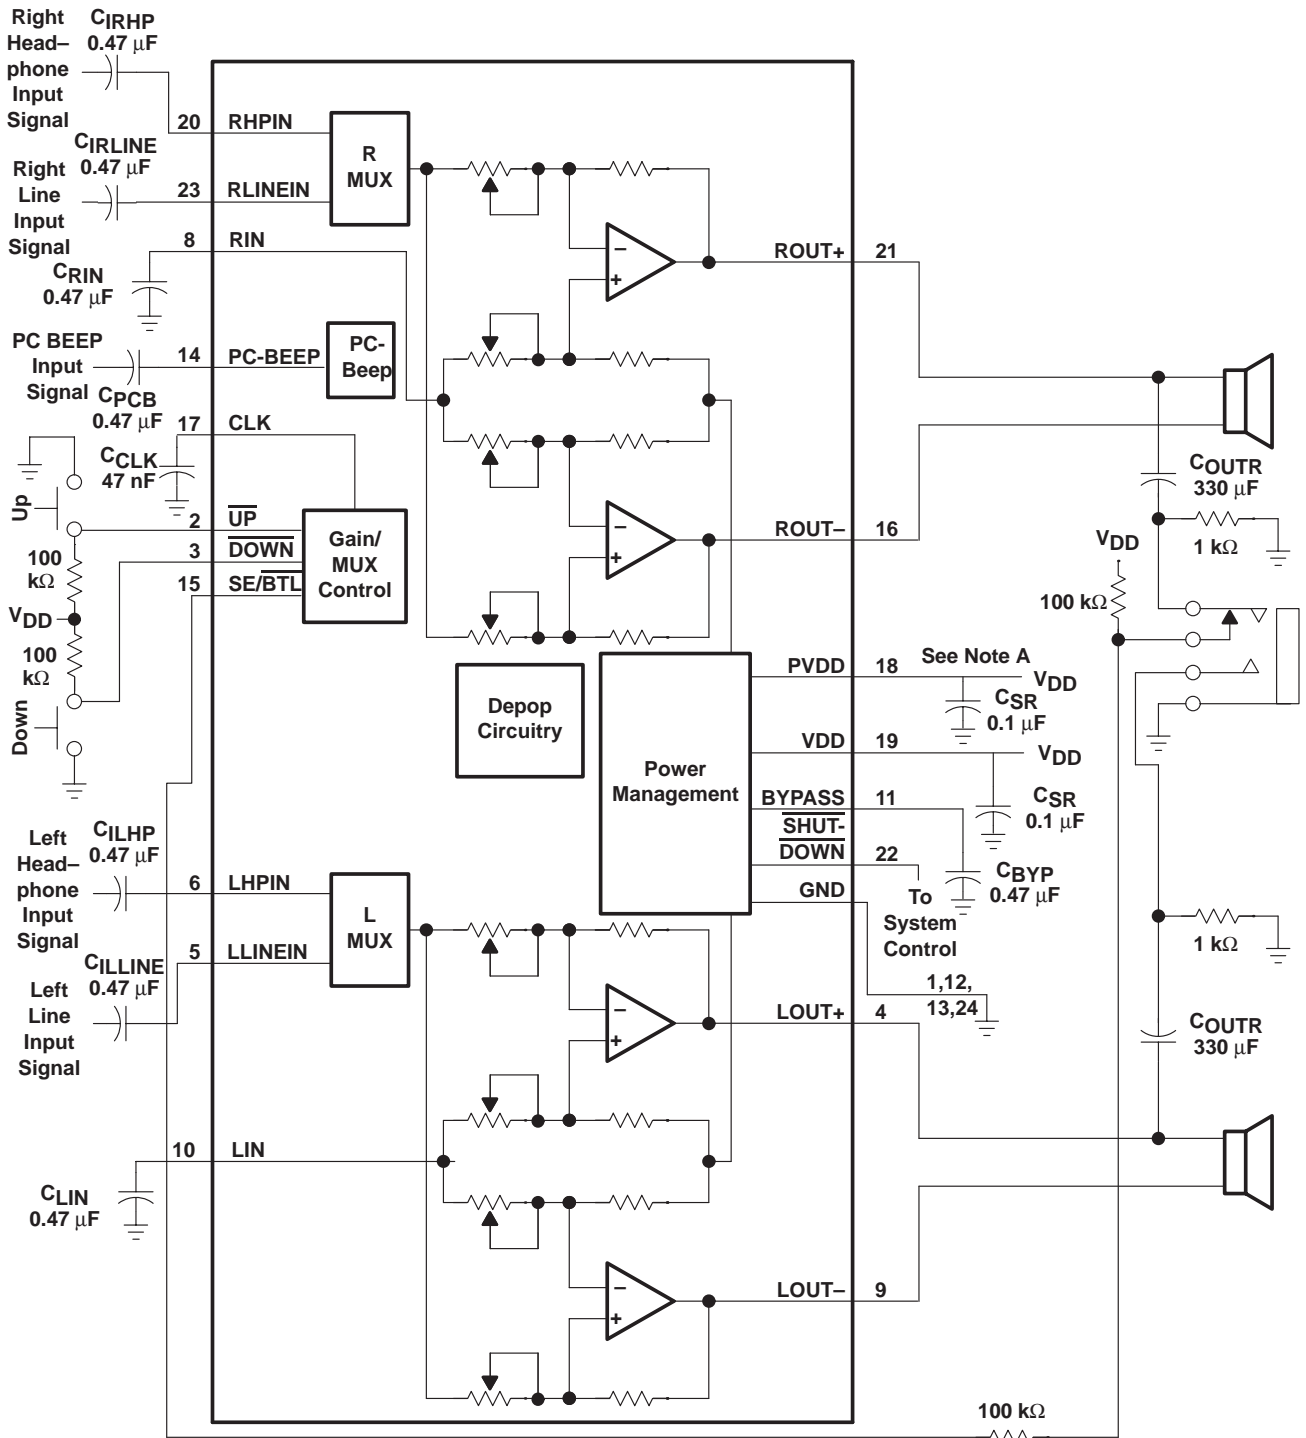 Right
Head–
phone
Input
Signal
CIRHP
0.47 μF
20
RHPIN
CIRLINE
0.47 μF
Right
Line
Input
Signal
23
RLINEIN
R
MUX
8
RIN
CRIN
0.47 μF
ROUT+
21
PC BEEP
Input
Signal
14
PC-BEEP
PC-
Beep
CPCB
0.47 μF
17
CLK
CCLK
47 nF
Up
2
UP
3
DOWN
15
SE/BTL
Gain/
MUX
Control
100
kΩ
VDD
100
kΩ
Down
ROUT–
16
COUTR
330 μF
1 kΩ
VDD
100 kΩ
Depop
Circuitry
Power
Management
PVDD
18
See Note A
VDD
CSR
0.1 μF
VDD
19
VDD
CSR
0.1 μF
BYPASS
11
SHUT-
DOWN
22
CBYP
0.47 μF
To
System
Control
GND
1,12,
13,24
Left
Head–
phone
Input
Signal
CILHP
0.47 μF
6
LHPIN
L
MUX
5
LLINEIN
CILLINE
0.47 μF
Left
Line
Input
Signal
1 kΩ
LOUT+
4
COUTR
330 μF
10
LIN
CLIN
0.47 μF
LOUT–
9
100 kΩ
– + – + – + – +